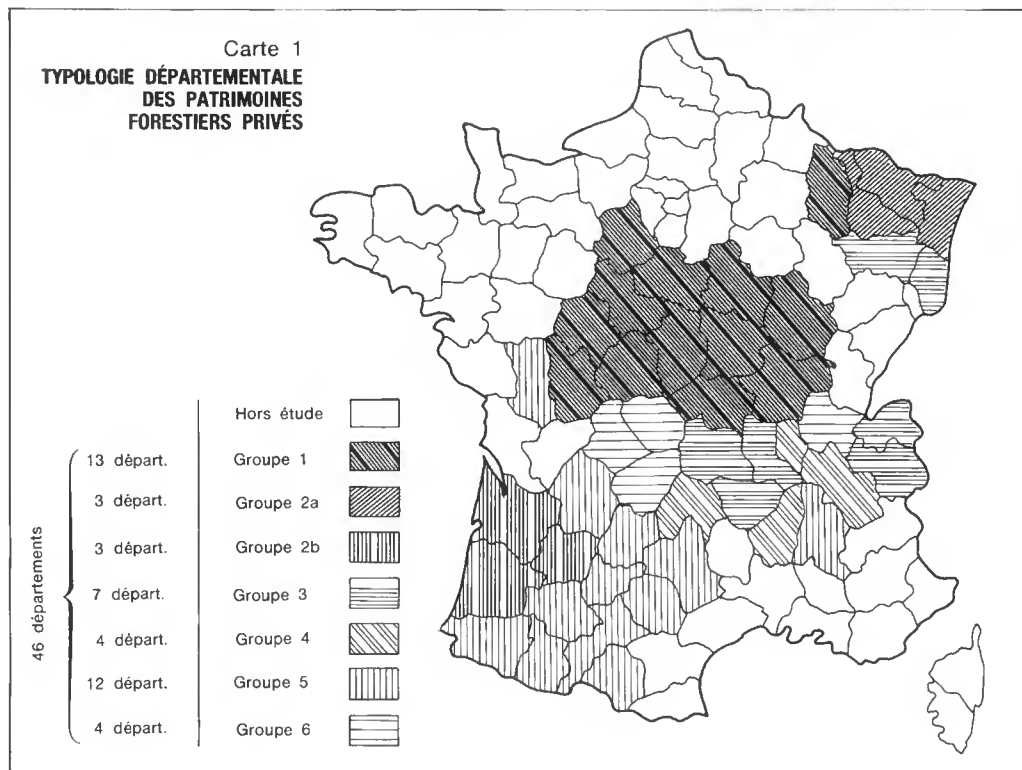 Carte 1
TYPOLOGIE DÉPARTEMENTALE
DES PATRIMOINES
FORESTIERS PRIVÉS
Hors étude
13 départ. Groupe 1
3 départ. Groupe 2a
3 départ. Groupe 2b
7 départ. Groupe 3
4 départ. Groupe 4
12 départ. Groupe 5
4 départ. Groupe 6
46 départements